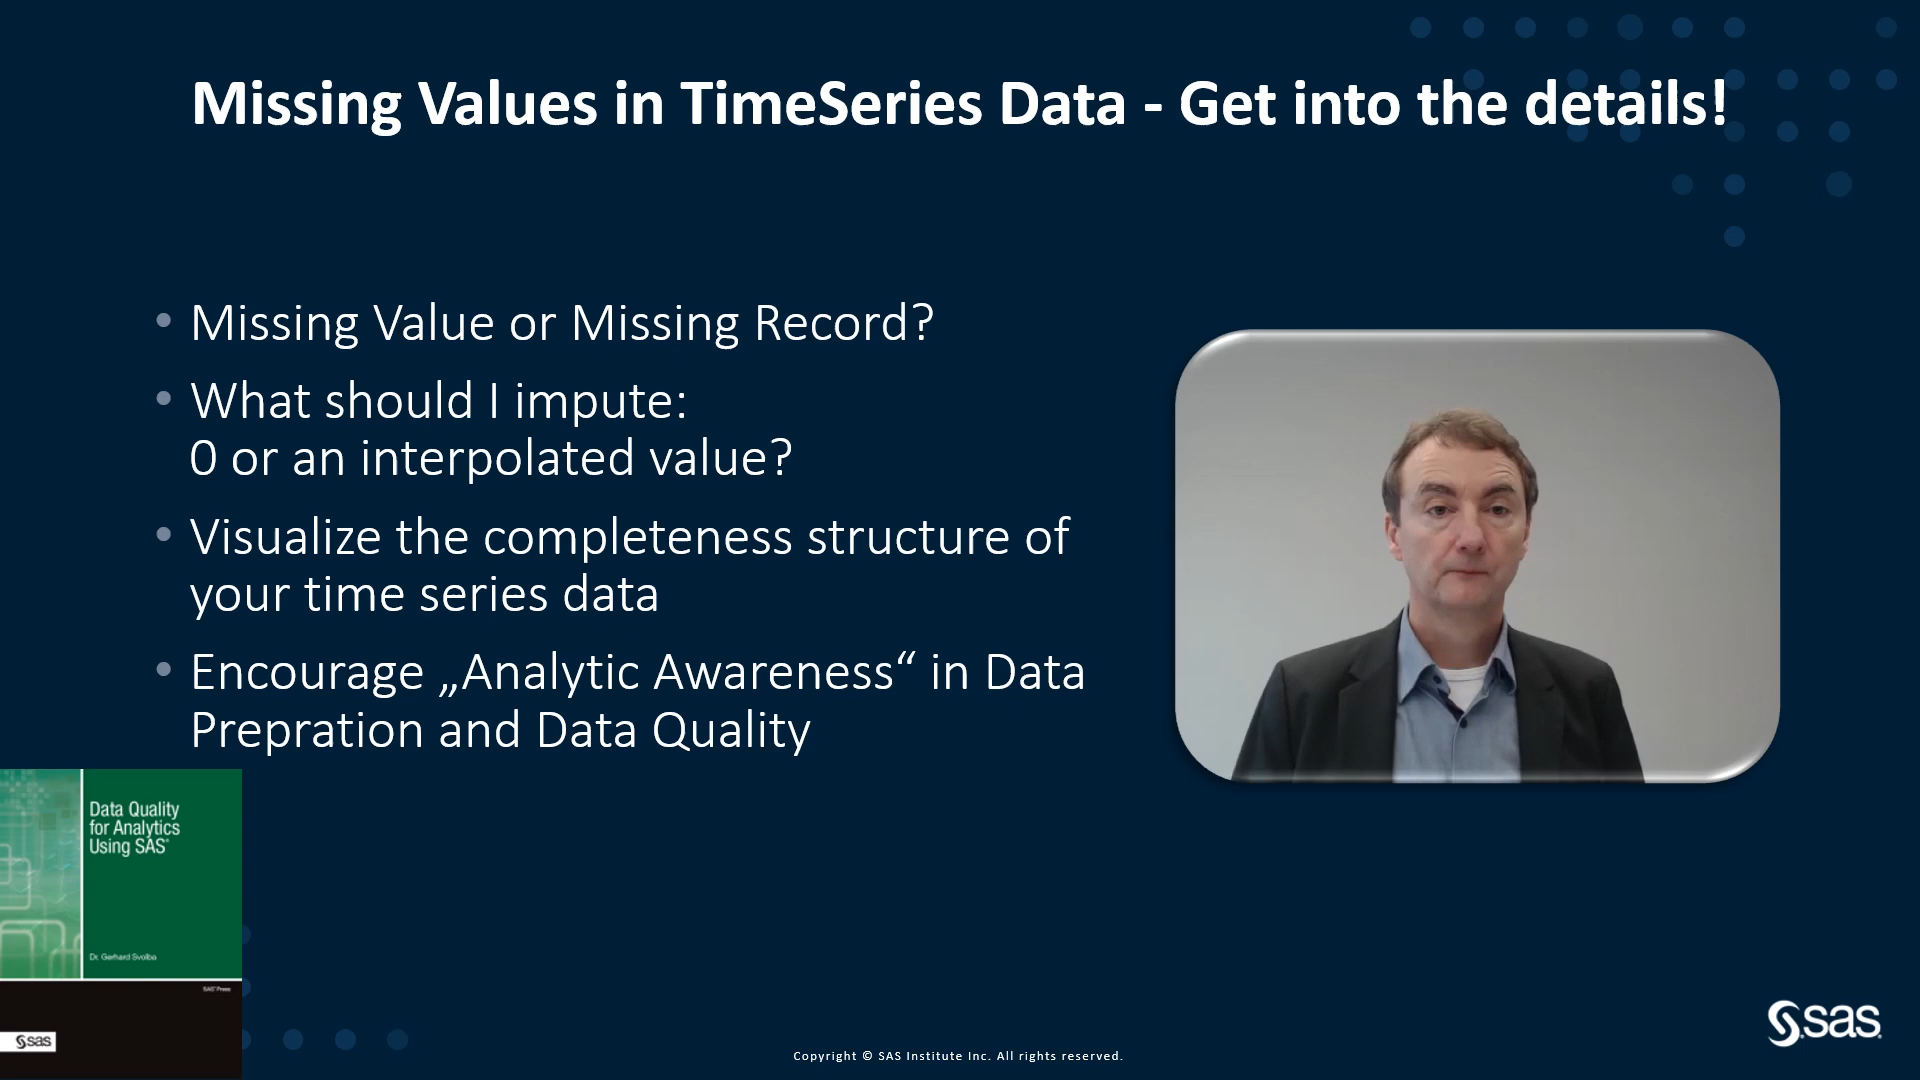 Missing Values in TimeSeries Data - Get into the details!
• Missing Value or Missing Record?
• What should I impute:
0 or an interpolated value?
• Visualize the completeness structure of
your time series data
• Encourage „Analytic Awareness“ in Data
Prepration and Data Quality
Data Quality
for Analytics
Using SAS®
Dr. Gerhard Svolba
SAS Press
sas
Copyright © SAS Institute Inc. All rights reserved.
sas